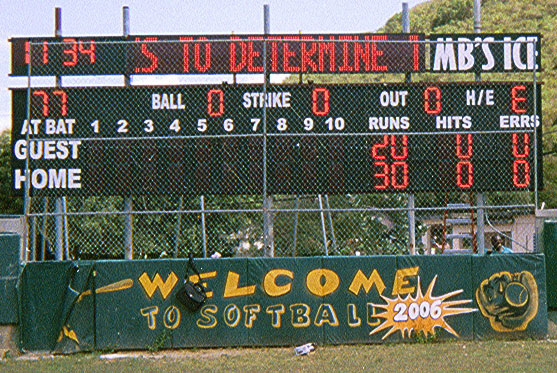 11 34 IS TO DETERMINE T MB'S ICE
77 BALL 0 STRIKE 0 OUT 0 H/E E
AT BAT 1 2 3 4 5 6 7 8 9 10 RUNS HITS ERRS
GUEST 20 0 0
HOME 30 0 0
WELCOME
TO SOFTBALL 2006